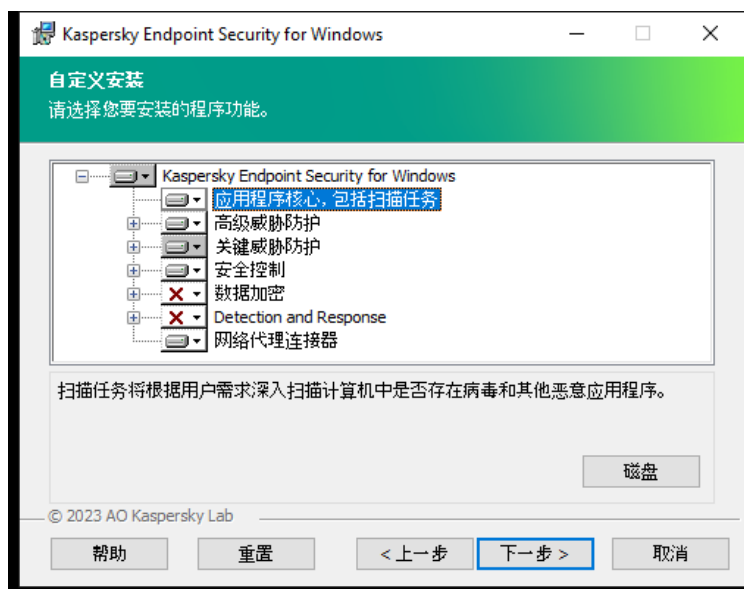 Kaspersky Endpoint Security for Windows
自定义安装
请选择您要安装的程序功能。
Kaspersky Endpoint Security for Windows
应用程序核心, 包括扫描任务
高级威胁防护
关键威胁防护
安全控制
数据加密
Detection and Response
网络代理连接器
扫描任务将根据用户需求深入扫描计算机中是否存在病毒和其他恶意应用程序。
磁盘
© 2023 AO Kaspersky Lab
帮助 重置 < 上一步 下一步 > 取消